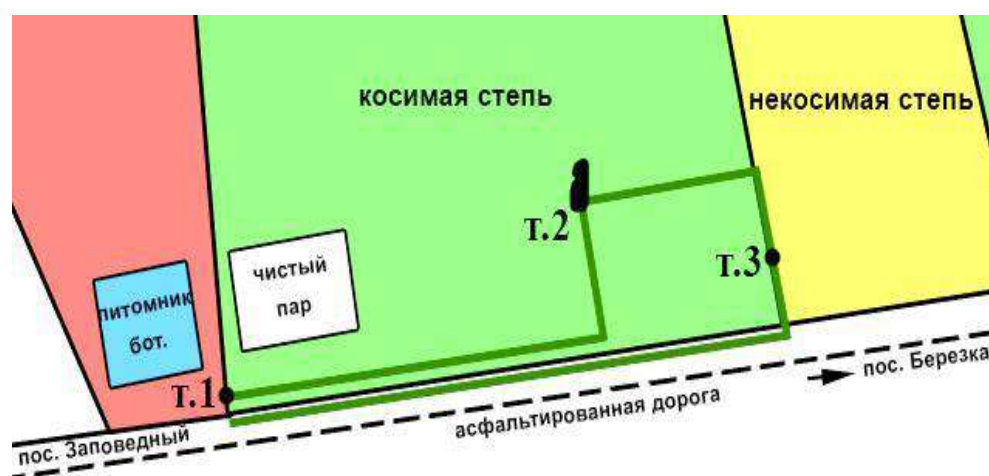 косимая степь
некосимая степь
т.2
т.3
чистый
пар
питомник
бот.
т.1
пос. Березка
асфальтированная дорога
пос. Заповедный